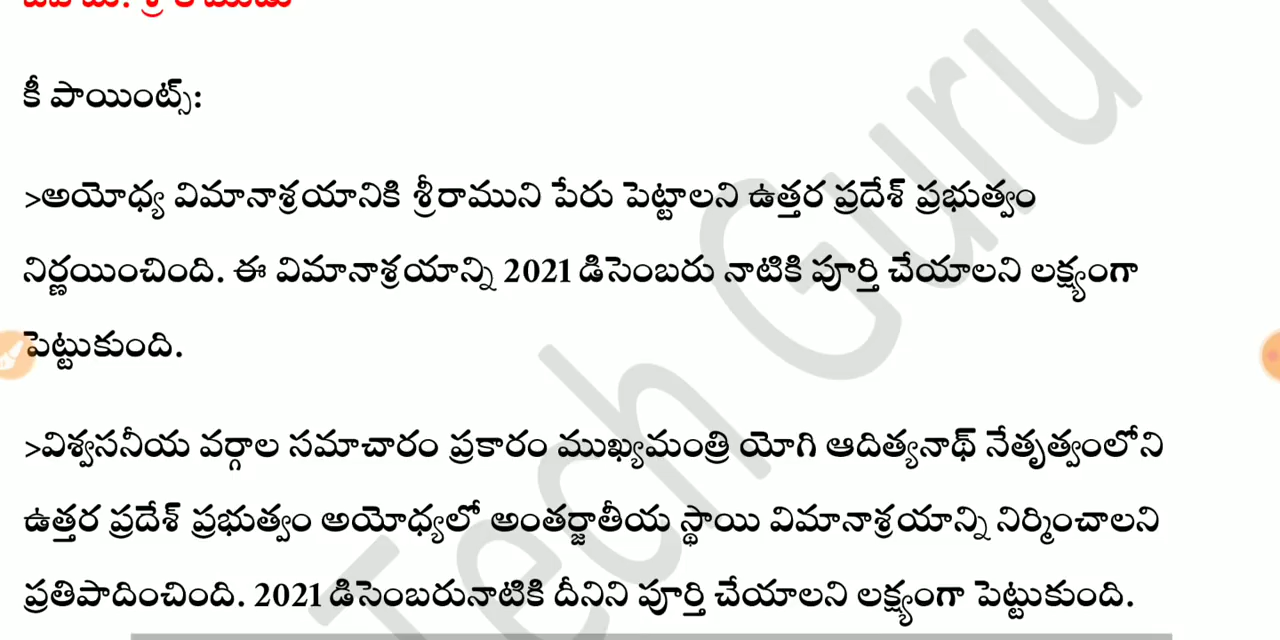 కీ పాయింట్స్:
>అయోధ్య విమానాశ్రయానికి శ్రీరాముని పేరు పెట్టాలని ఉత్తర ప్రదేశ్ ప్రభుత్వం
నిర్ణయించింది. ఈ విమానాశ్రయాన్ని 2021 డిసెంబరు నాటికి పూర్తి చేయాలని లక్ష్యంగా
పెట్టుకుంది.
>విశ్వసనీయ వర్గాల సమాచారం ప్రకారం ముఖ్యమంత్రి యోగి ఆదిత్యనాథ్ నేతృత్వంలోని
ఉత్తర ప్రదేశ్ ప్రభుత్వం అయోధ్యలో అంతర్జాతీయ స్థాయి విమానాశ్రయాన్ని నిర్మించాలని
ప్రతిపాదించింది. 2021 డిసెంబరునాటికి దీనిని పూర్తి చేయాలని లక్ష్యంగా పెట్టుకుంది.
Tech Guru